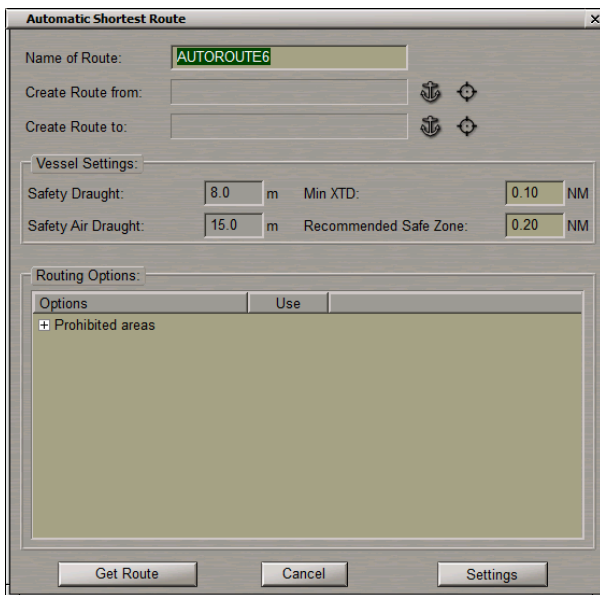 Automatic Shortest Route
Name of Route: AUTOROUTE6
Create Route from:
Create Route to:
Vessel Settings:
Safety Draught: 8.0 m Min XTD: 0.10 NM
Safety Air Draught: 15.0 m Recommended Safe Zone: 0.20 NM
Routing Options:
Options Use
Prohibited areas
Get Route Cancel Settings